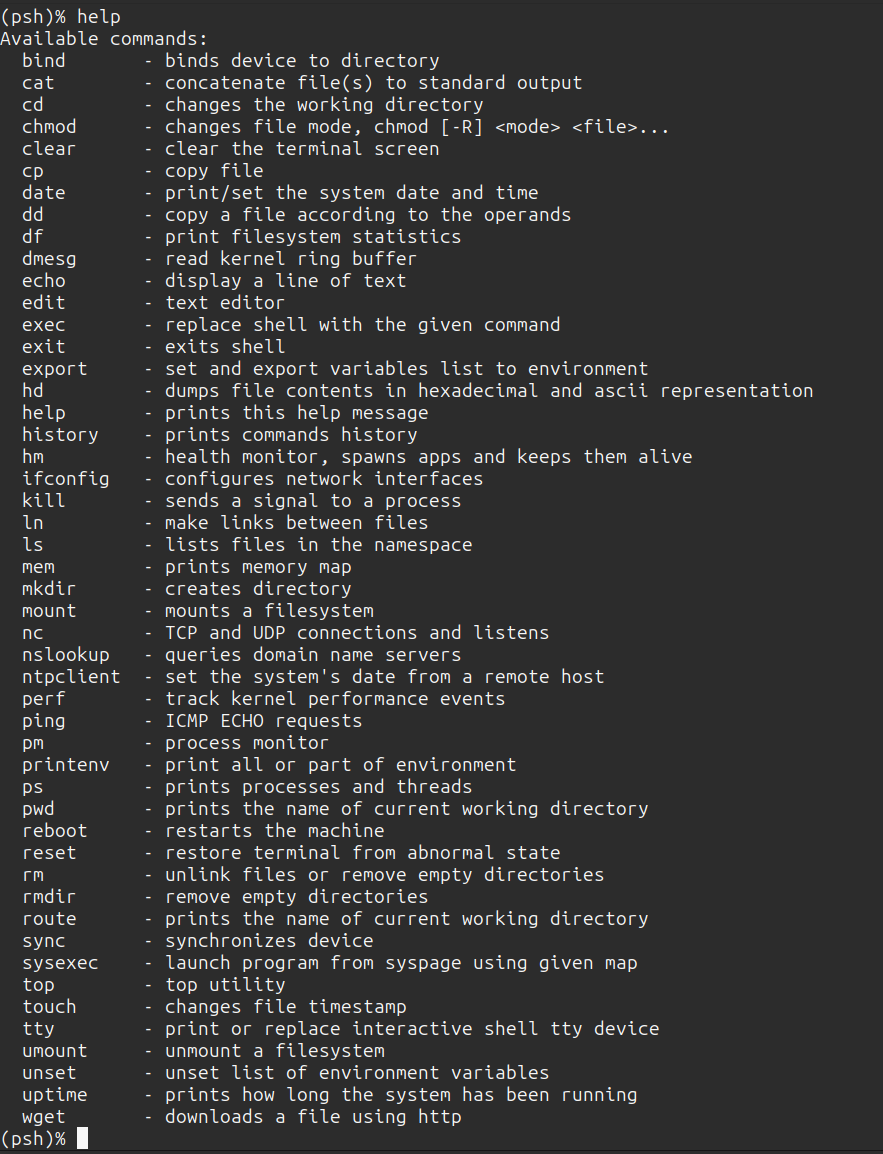 (psh)% help
Available commands:
  bind       - binds device to directory
  cat        - concatenate file(s) to standard output
  cd         - changes the working directory
  chmod      - changes file mode, chmod [-R] <mode> <file>...
  clear      - clear the terminal screen
  cp         - copy file
  date       - print/set the system date and time
  dd         - copy a file according to the operands
  df         - print filesystem statistics
  dmesg      - read kernel ring buffer
  echo       - display a line of text
  edit       - text editor
  exec       - replace shell with the given command
  exit       - exits shell
  export     - set and export variables list to environment
  hd         - dumps file contents in hexadecimal and ascii representation
  help       - prints this help message
  history    - prints commands history
  hm         - health monitor, spawns apps and keeps them alive
  ifconfig   - configures network interfaces
  kill       - sends a signal to a process
  ln         - make links between files
  ls         - lists files in the namespace
  mem        - prints memory map
  mkdir      - creates directory
  mount      - mounts a filesystem
  nc         - TCP and UDP connections and listens
  nslookup   - queries domain name servers
  ntpclient  - set the system's date from a remote host
  perf       - track kernel performance events
  ping       - ICMP ECHO requests
  pm         - process monitor
  printenv   - print all or part of environment
  ps         - prints processes and threads
  pwd        - prints the name of current working directory
  reboot     - restarts the machine
  reset      - restore terminal from abnormal state
  rm         - unlink files or remove empty directories
  rmdir      - remove empty directories
  route      - prints the name of current working directory
  sync       - synchronizes device
  sysexec    - launch program from syspage using given map
  top        - top utility
  touch      - changes file timestamp
  tty        - print or replace interactive shell tty device
  umount     - unmount a filesystem
  unset      - unset list of environment variables
  uptime     - prints how long the system has been running
  wget       - downloads a file using http
(psh)%